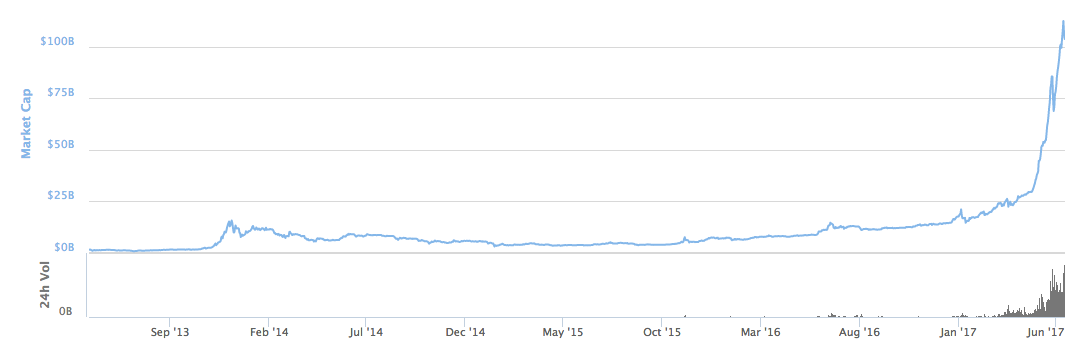 $100B
$75B
$50B
$25B
$0B
Market Cap
24h Vol
0B
Sep '13
Feb '14
Jul '14
Dec '14
May '15
Oct '15
Mar '16
Aug '16
Jan '17
Jun '17